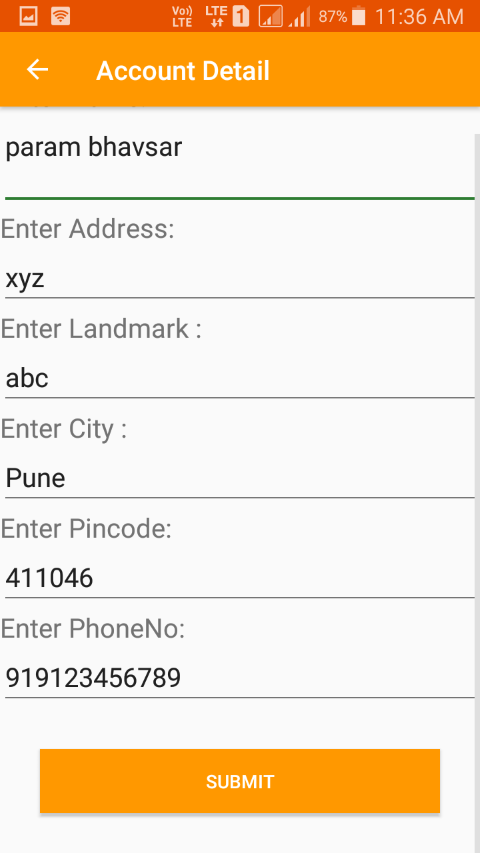 Vo)) LTE LTE 1 87% 11:36 AM
Account Detail
param bhavsar
Enter Address:
xyz
Enter Landmark :
abc
Enter City :
Pune
Enter Pincode:
411046
Enter PhoneNo:
919123456789
SUBMIT